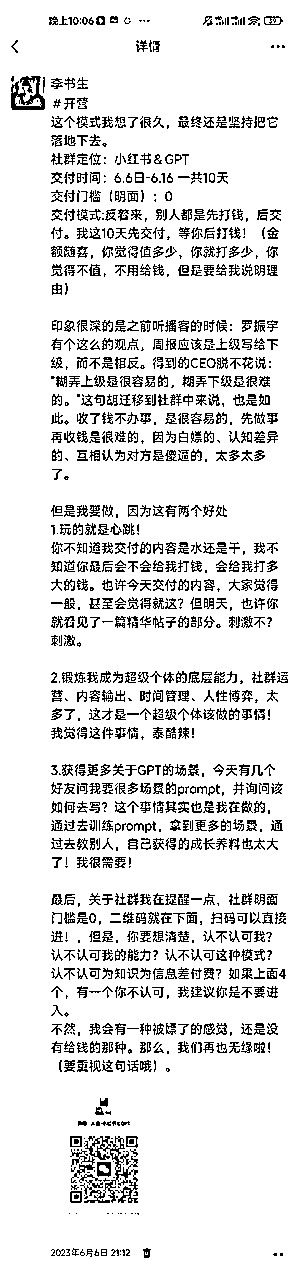 晚上10:06
详情
李书生
#开营
这个模式我想了很久，最终还是坚持把它
落地下去。
社群定位：小红书&GPT
交付时间：6.6日-6.16 一共10天
交付门槛（明面）：0
交付模式:反着来，别人都是先打钱，后交
付。我这10天先交付，等你后打钱！（金
额随喜，你觉得值多少，你就打多少，你
觉得不值，不用给钱，但是要给我说明理
由）
印象很深的是之前听播客的时候：罗振宇
有个这么的观点，周报应该是上级写给下
级，而不是相反。得到的CEO脱不花说：
"糊弄上级是很容易的，糊弄下级是很难
的。"这句胡迁移到社群中来说，也是如
此。收了钱不办事，是很容易的，先做事
再收钱是很难的，因为白嫖的、认知差异
的、互相认为对方是傻逼的，太多太多
了。
但是我要做，因为这有两个好处
1.玩的就是心跳！
你不知道我交付的内容是水还是干，我不
知道你最后会不会给我打钱，会给我打多
大的钱。也许今天交付的内容，大家觉得
一般，甚至会觉得就这？但明天，也许你
就看见了一篇精华帖子的部分。刺激不？
刺激。
2.锻炼我成为超级个体的底层能力，社群运
营、内容输出、时间管理、人性博弈，太
多了，这才是一个超级个体该做的事情！
我觉得这件事情，泰酷辣！
3.获得更多关于GPT的场景，今天有几个
好友问我要很多场景的prompt，并询问该
如何去写？这个事情其实也是我在做的，
通过去训练prompt，拿到更多的场景，通
过去教别人，自己获得的成长养料也太大
了！我很需要！
最后，关于社群我在提醒一点，社群明面
门槛是0，二维码就在下面，扫码可以直接
进！，但是，你要想清楚，认不认可我？
认不认可我的能力？认不认可这种模式？
认不认可为知识为信息差付费？如果上面4
个，有一个你不认可，我建议你是不要进
入。
不然，我会有一种被嫖了的感觉，还是没
有给钱的那种。那么，我们再也无缘啦！
（要重视这句话哦）。
2023年6月6日 21:12